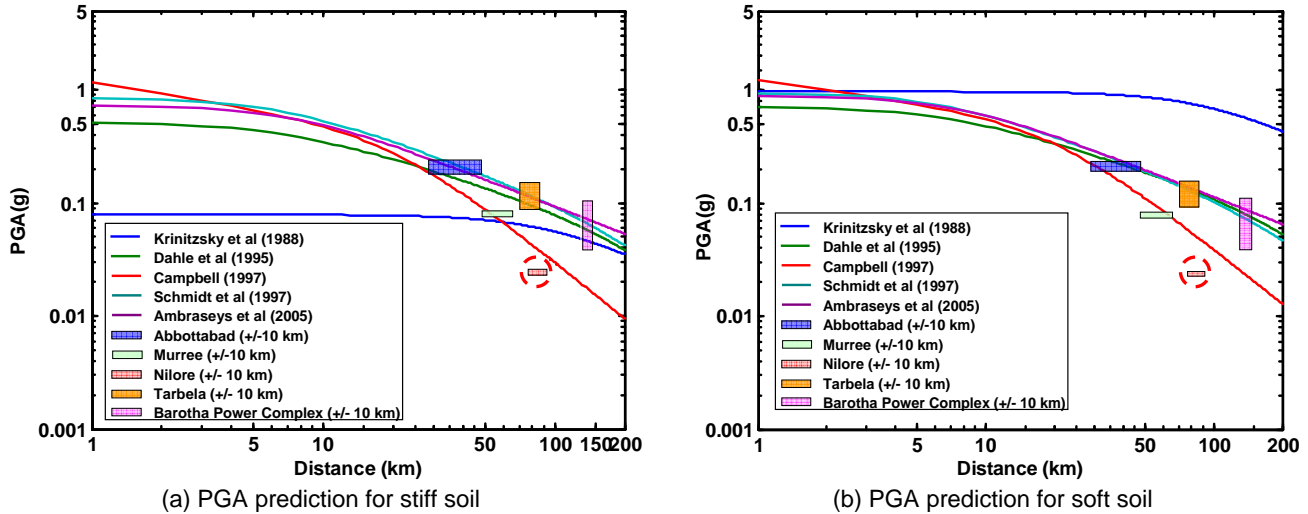 5
1
0.5
0.1
0.01
0.001
PGA(g)
Krinitzsky et al (1988)
Dahle et al (1995)
Campbell (1997)
Schmidt et al (1997)
Ambraseys et al (2005)
Abbottabad (+/-10 km)
Murree (+/-10 km)
Nilore (+/- 10 km)
Tarbela (+/- 10 km)
Barotha Power Complex (+/- 10 km)
1 5 10 50 100 150 200
Distance (km)
(a) PGA prediction for stiff soil
5
1
0.5
0.1
0.01
0.001
PGA(g)
Krinitzsky et al (1988)
Dahle et al (1995)
Campbell (1997)
Schmidt et al (1997)
Ambraseys et al (2005)
Abbottabad (+/-10 km)
Murree (+/- 10 km)
Nilore (+/- 10 km)
Tarbela (+/- 10 km)
Barotha Power Complex (+/- 10 km)
1 5 10 50 100 200
Distance (km)
(b) PGA prediction for soft soil